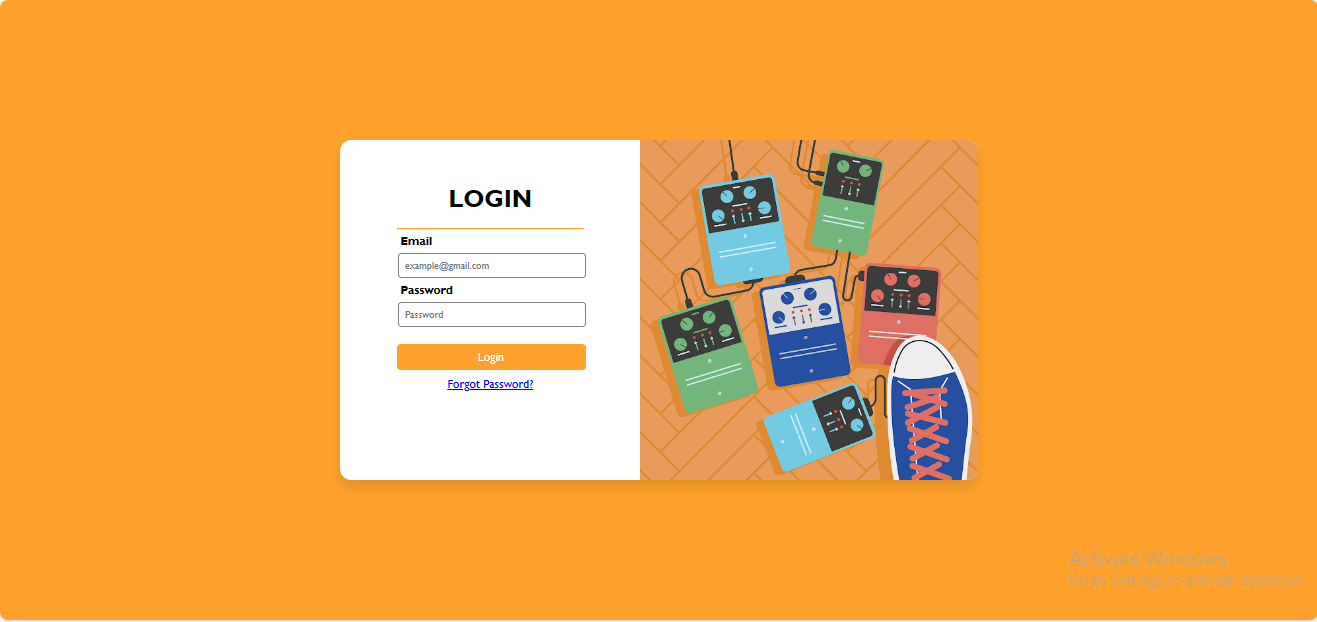 LOGIN
Email
example@gmail.com
Password
Password
Login
Forgot Password?
Activate Windows
Go to Settings to activate Windows.